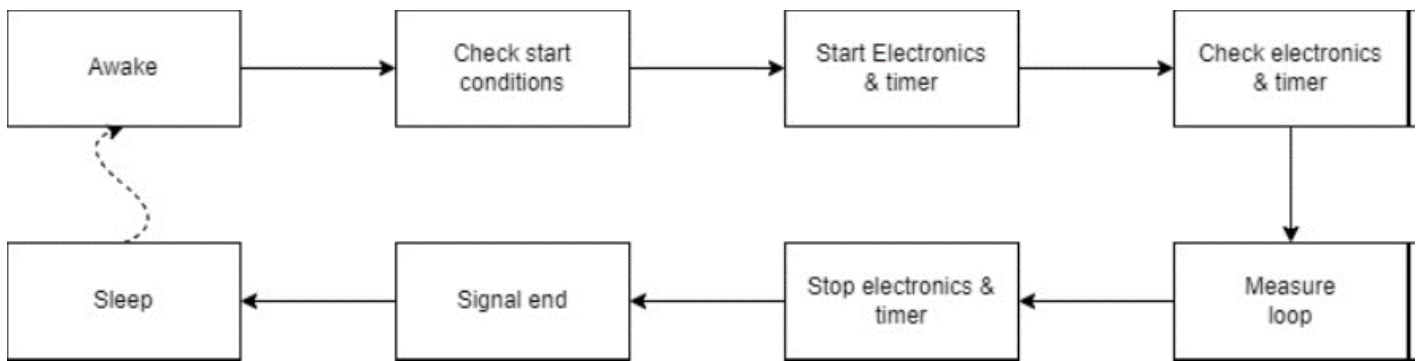 Awake
Check start
conditions
Start Electronics
& timer
Check electronics
& timer
Sleep
Signal end
Stop electronics &
timer
Measure
loop